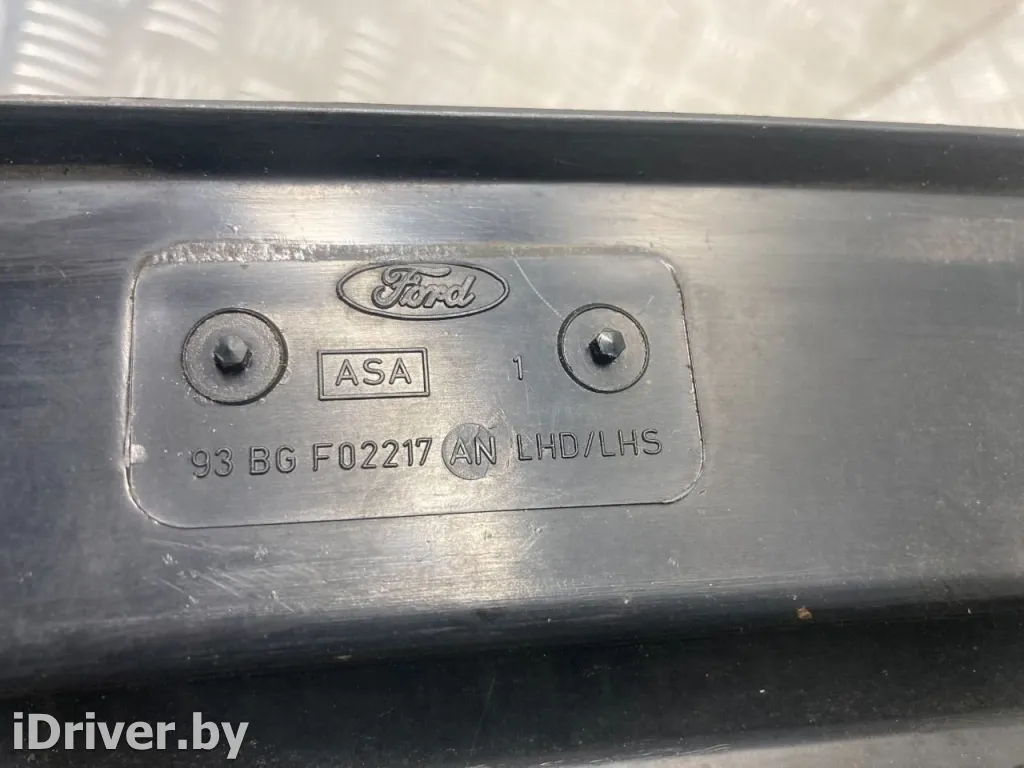 Ford
ASA 1
93 BG F02217 AN LHD/LHS
iDriver.by